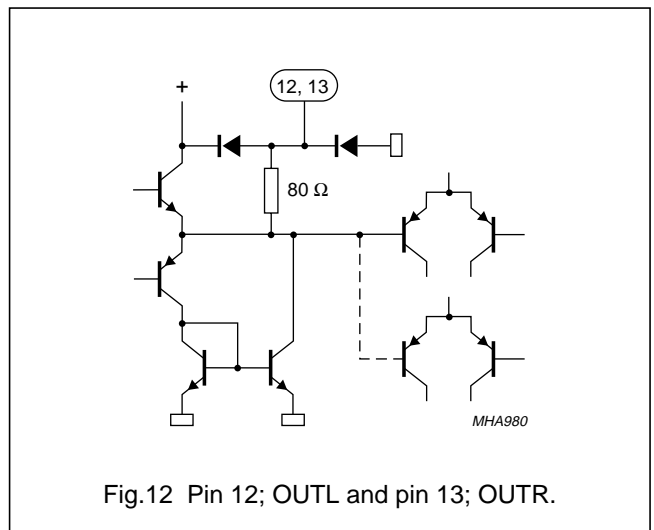 +
12, 13
80 Ω
MHA980
Fig.12 Pin 12; OUTL and pin 13; OUTR.